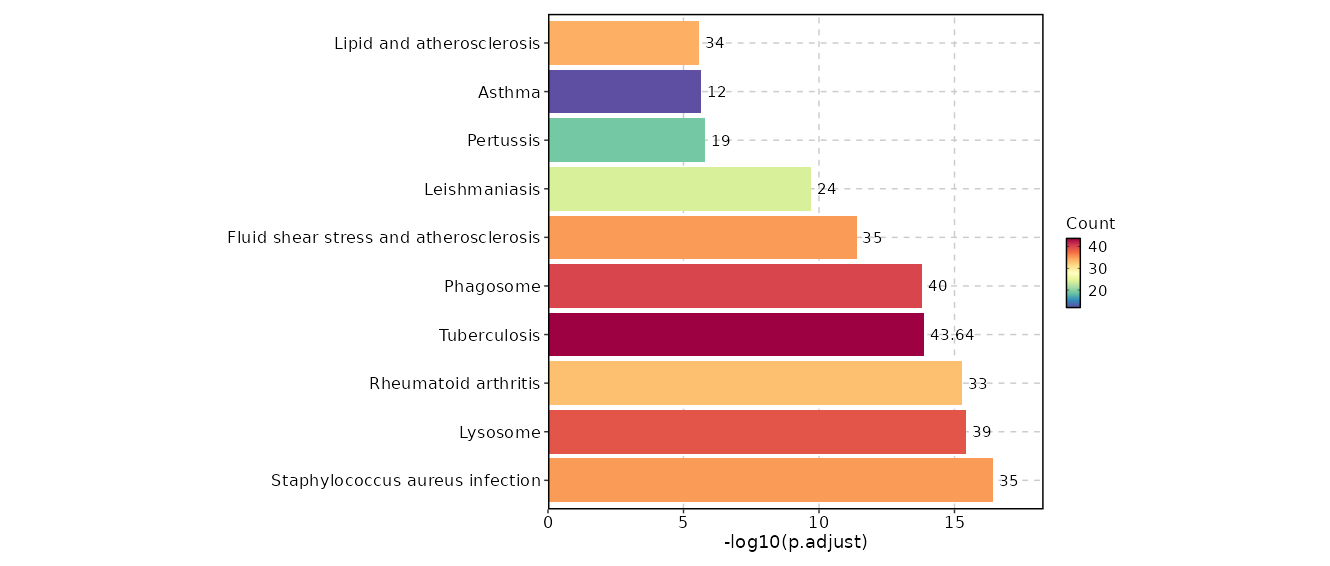 Lipid and atherosclerosis 34
Asthma 12
Pertussis 19
Leishmaniasis 24
Fluid shear stress and atherosclerosis 35
Phagosome 40
Tuberculosis 43.64
Rheumatoid arthritis 33
Lysosome 39
Staphylococcus aureus infection 35
0 5 10 15
-log10(p.adjust)
Count
40
30
20